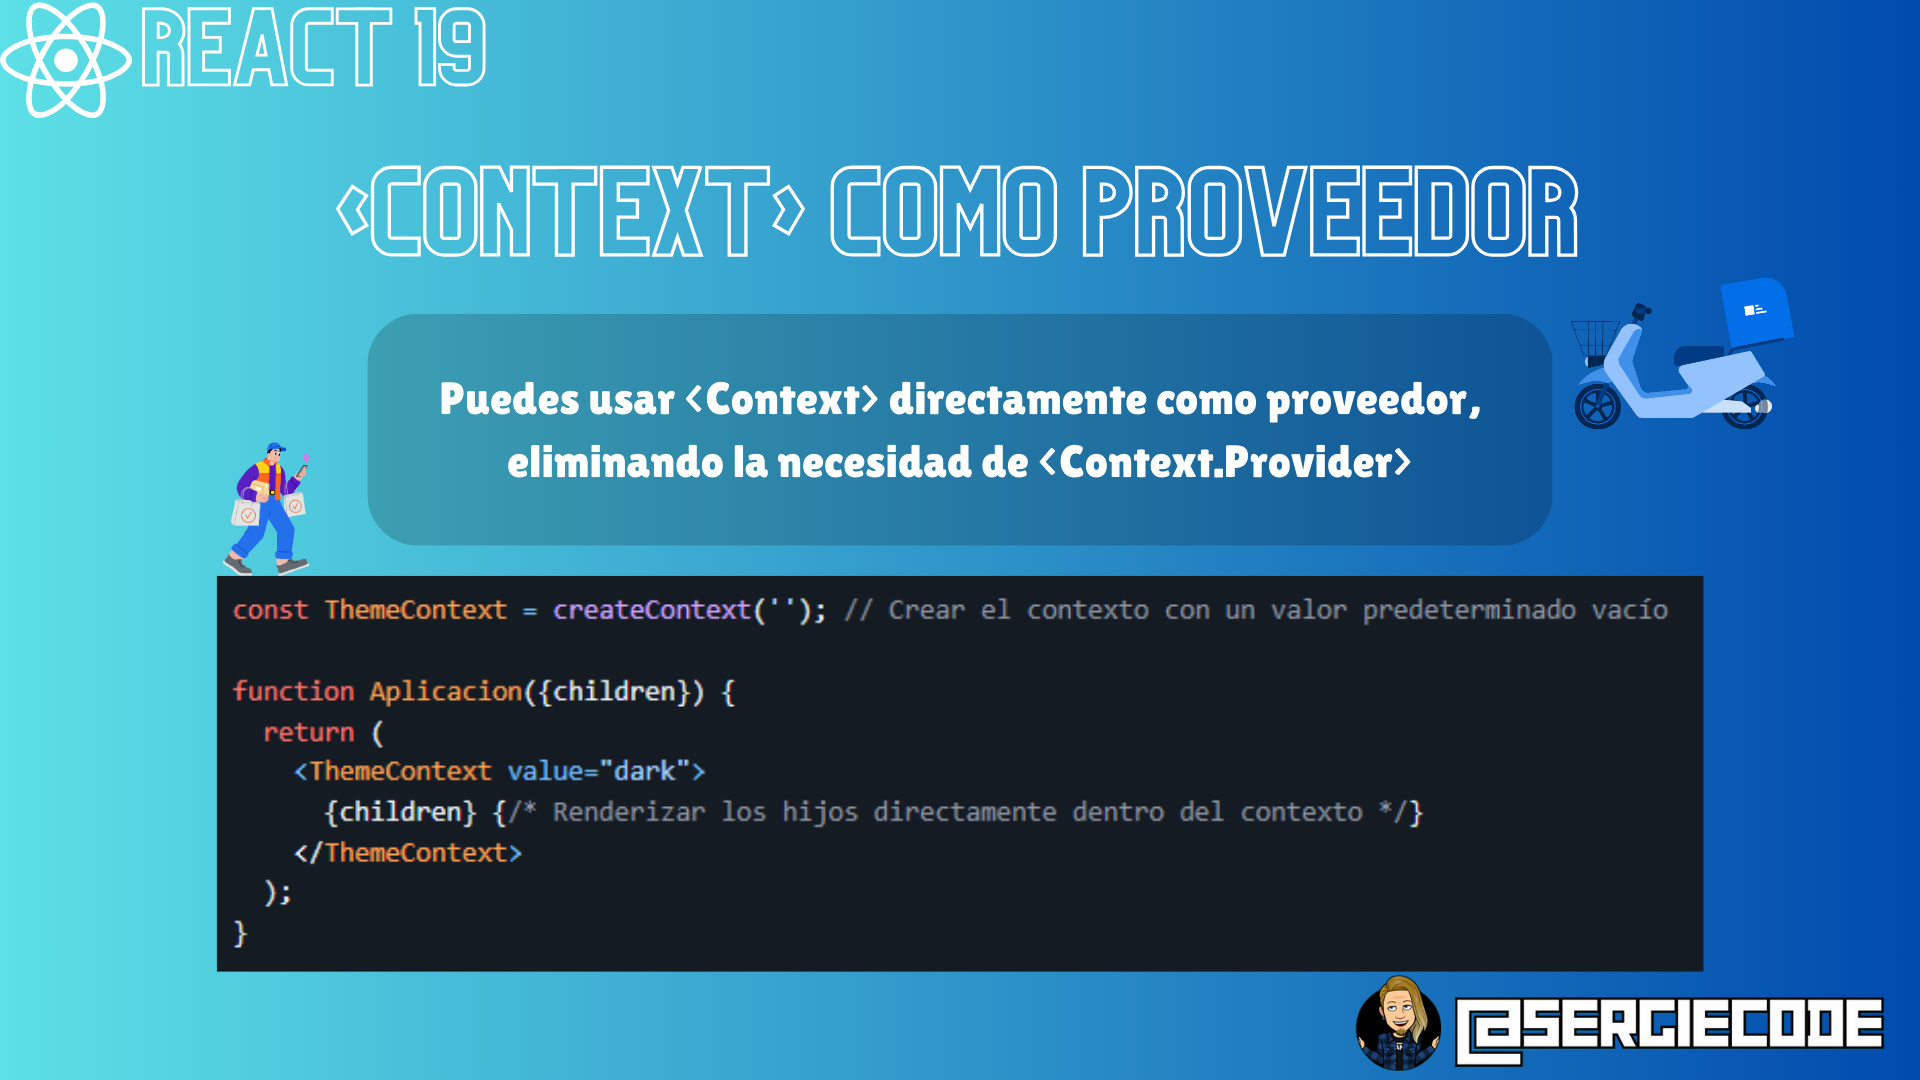 REACT 19
<CONTEXT> COMO PROVEEDOR
Puedes usar <Context> directamente como proveedor,
eliminando la necesidad de <Context.Provider>
const ThemeContext = createContext(''); // Crear el contexto con un valor predeterminado vacío
function Aplicacion({children}) {
  return (
    <ThemeContext value="dark">
      {children} {/* Renderizar los hijos directamente dentro del contexto */}
    </ThemeContext>
  );
}
@SERGIECODE